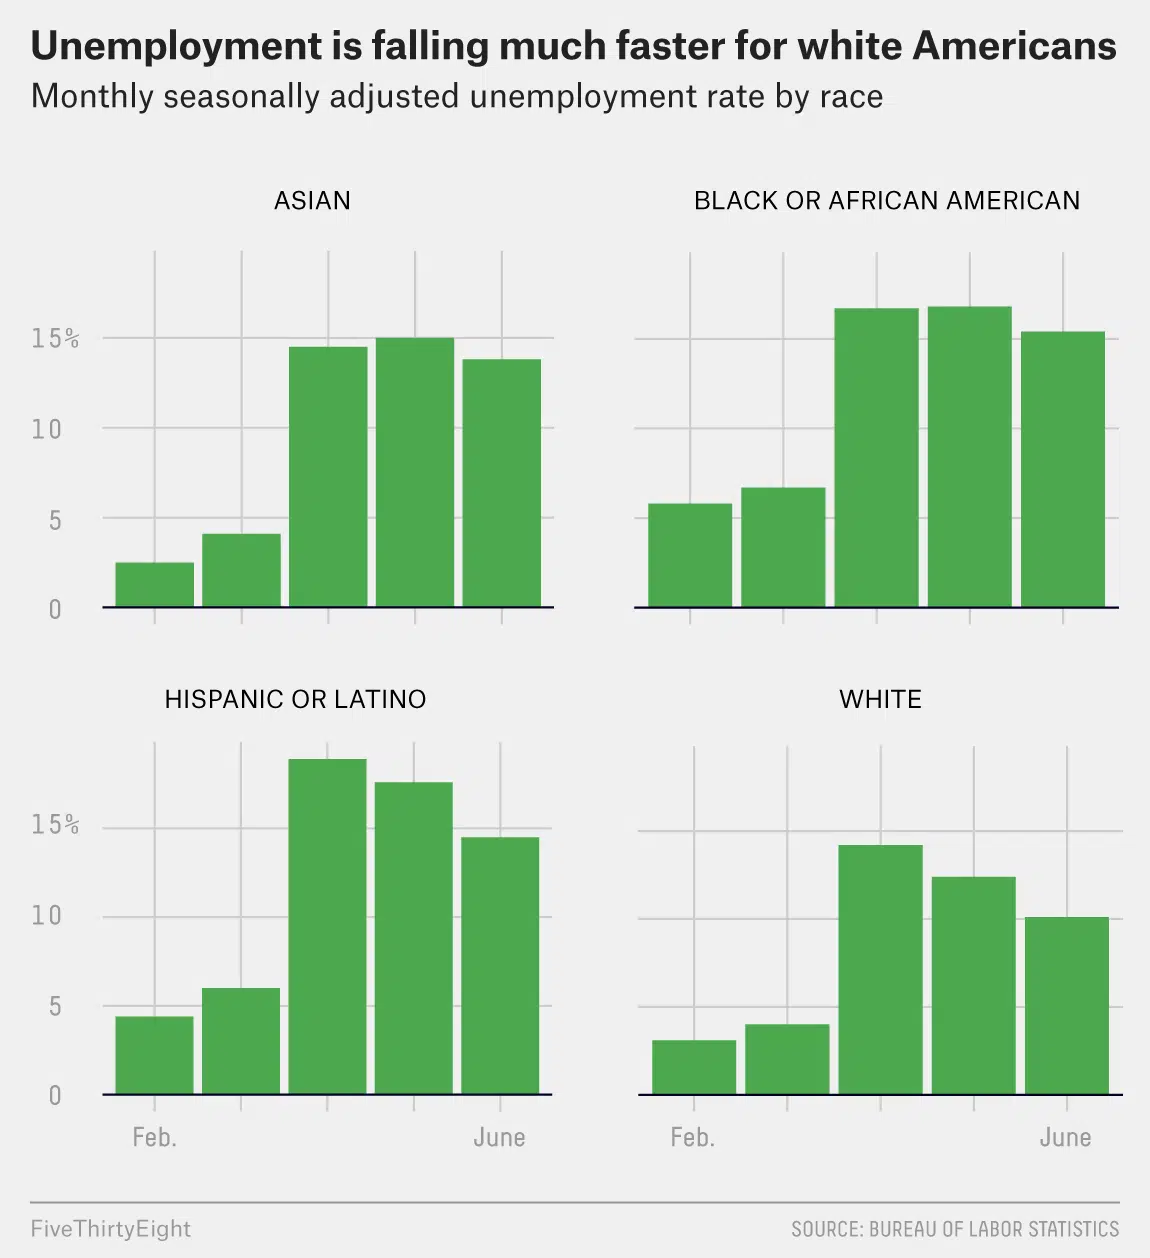 Unemployment is falling much faster for white Americans
Monthly seasonally adjusted unemployment rate by race
ASIAN
BLACK OR AFRICAN AMERICAN
15%
10
5
0
HISPANIC OR LATINO
WHITE
15%
10
5
0
Feb.
June
Feb.
June
FiveThirtyEight
SOURCE: BUREAU OF LABOR STATISTICS